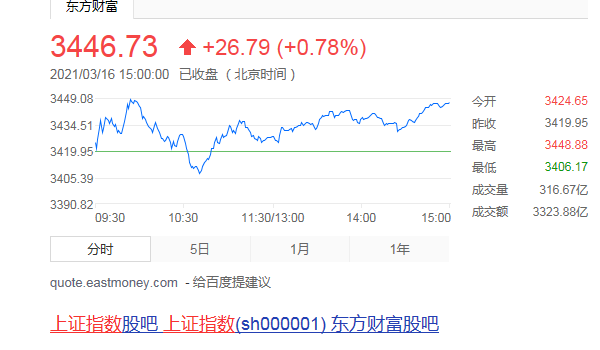 东方财富
3446.73 +26.79 (+0.78%)
2021/03/16 15:00:00 已收盘 ( 北京时间 )
3449.08
3434.51
3419.95
3405.39
3390.82
09:30 10:30 11:30/13:00 14:00 15:00
今开 3424.65
昨收 3419.95
最高 3448.88
最低 3406.17
成交量 316.67亿
成交额 3323.88亿
分时 5日 1月 1年
quote.eastmoney.com - 给百度提建议
上证指数股吧 上证指数(sh000001) 东方财富股吧